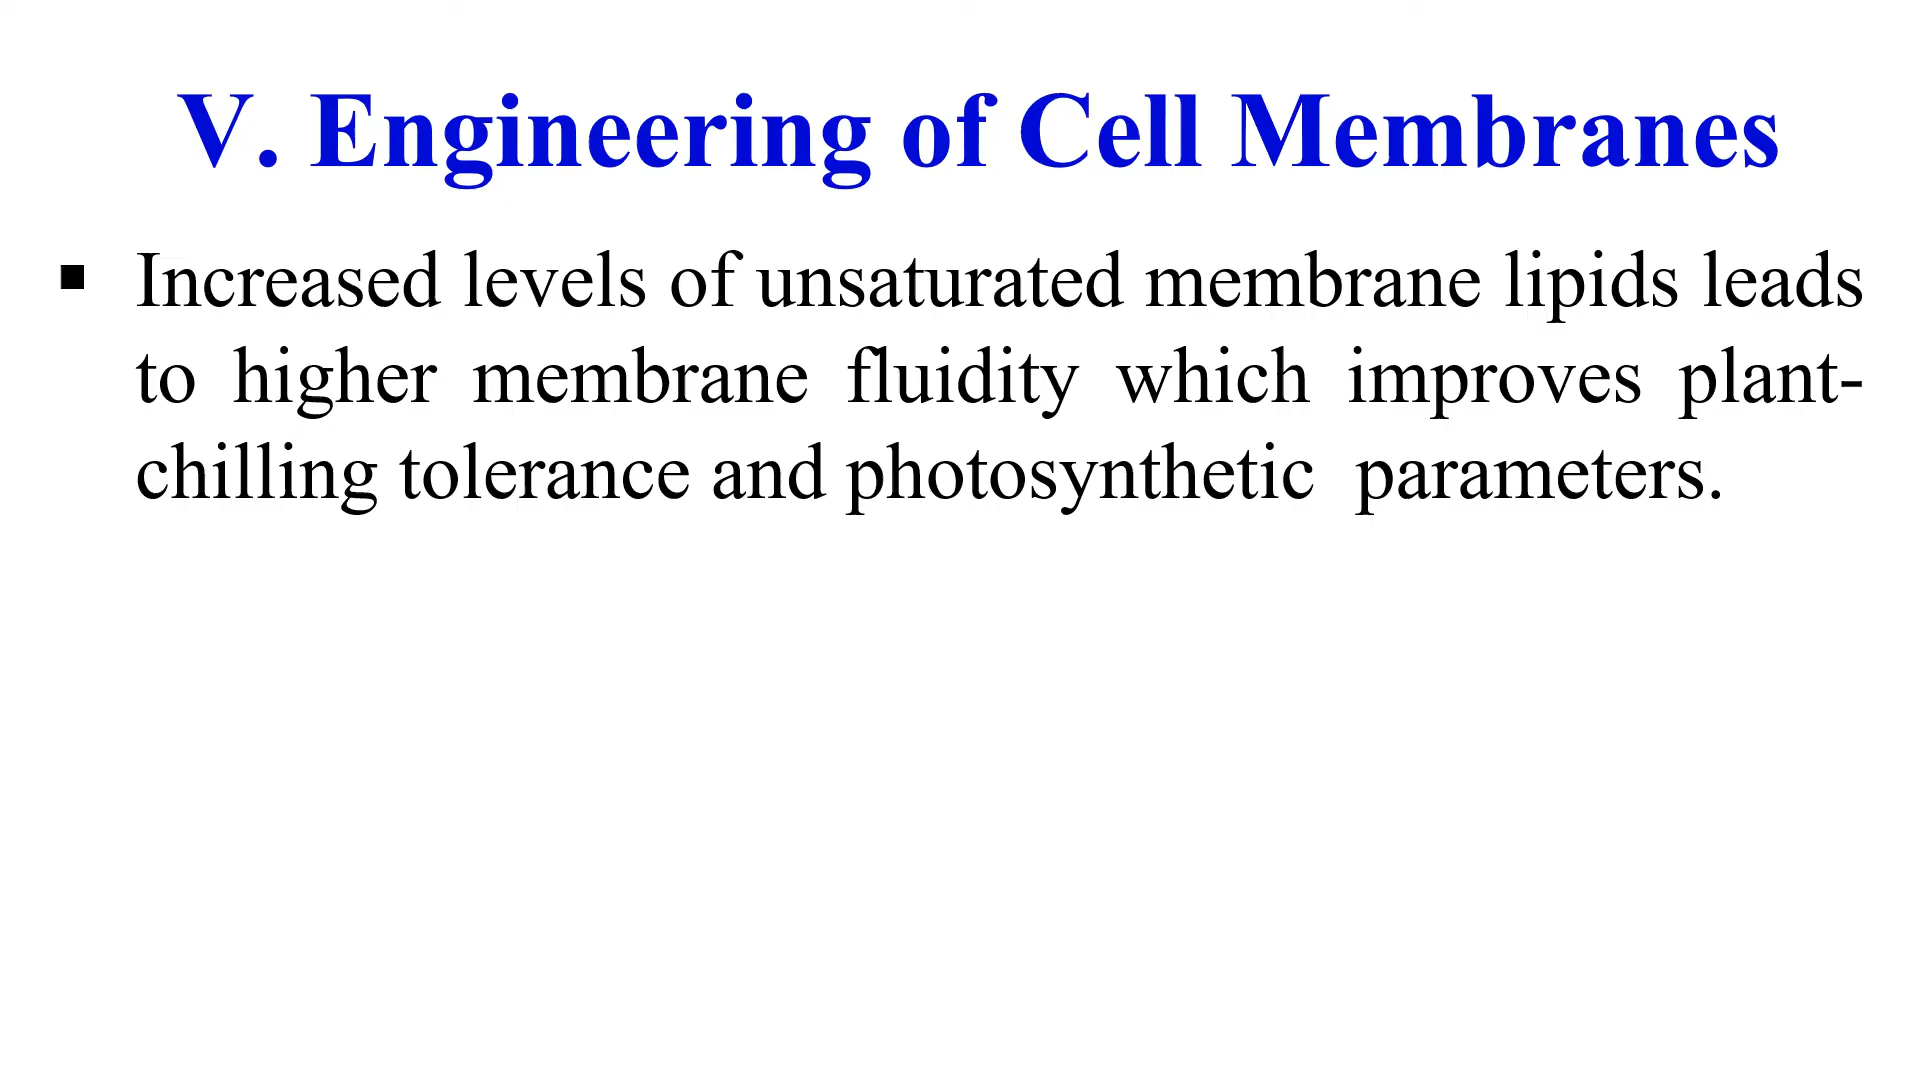 V. Engineering of Cell Membranes
▪ Increased levels of unsaturated membrane lipids leads
to higher membrane fluidity which improves plant-
chilling tolerance and photosynthetic parameters.